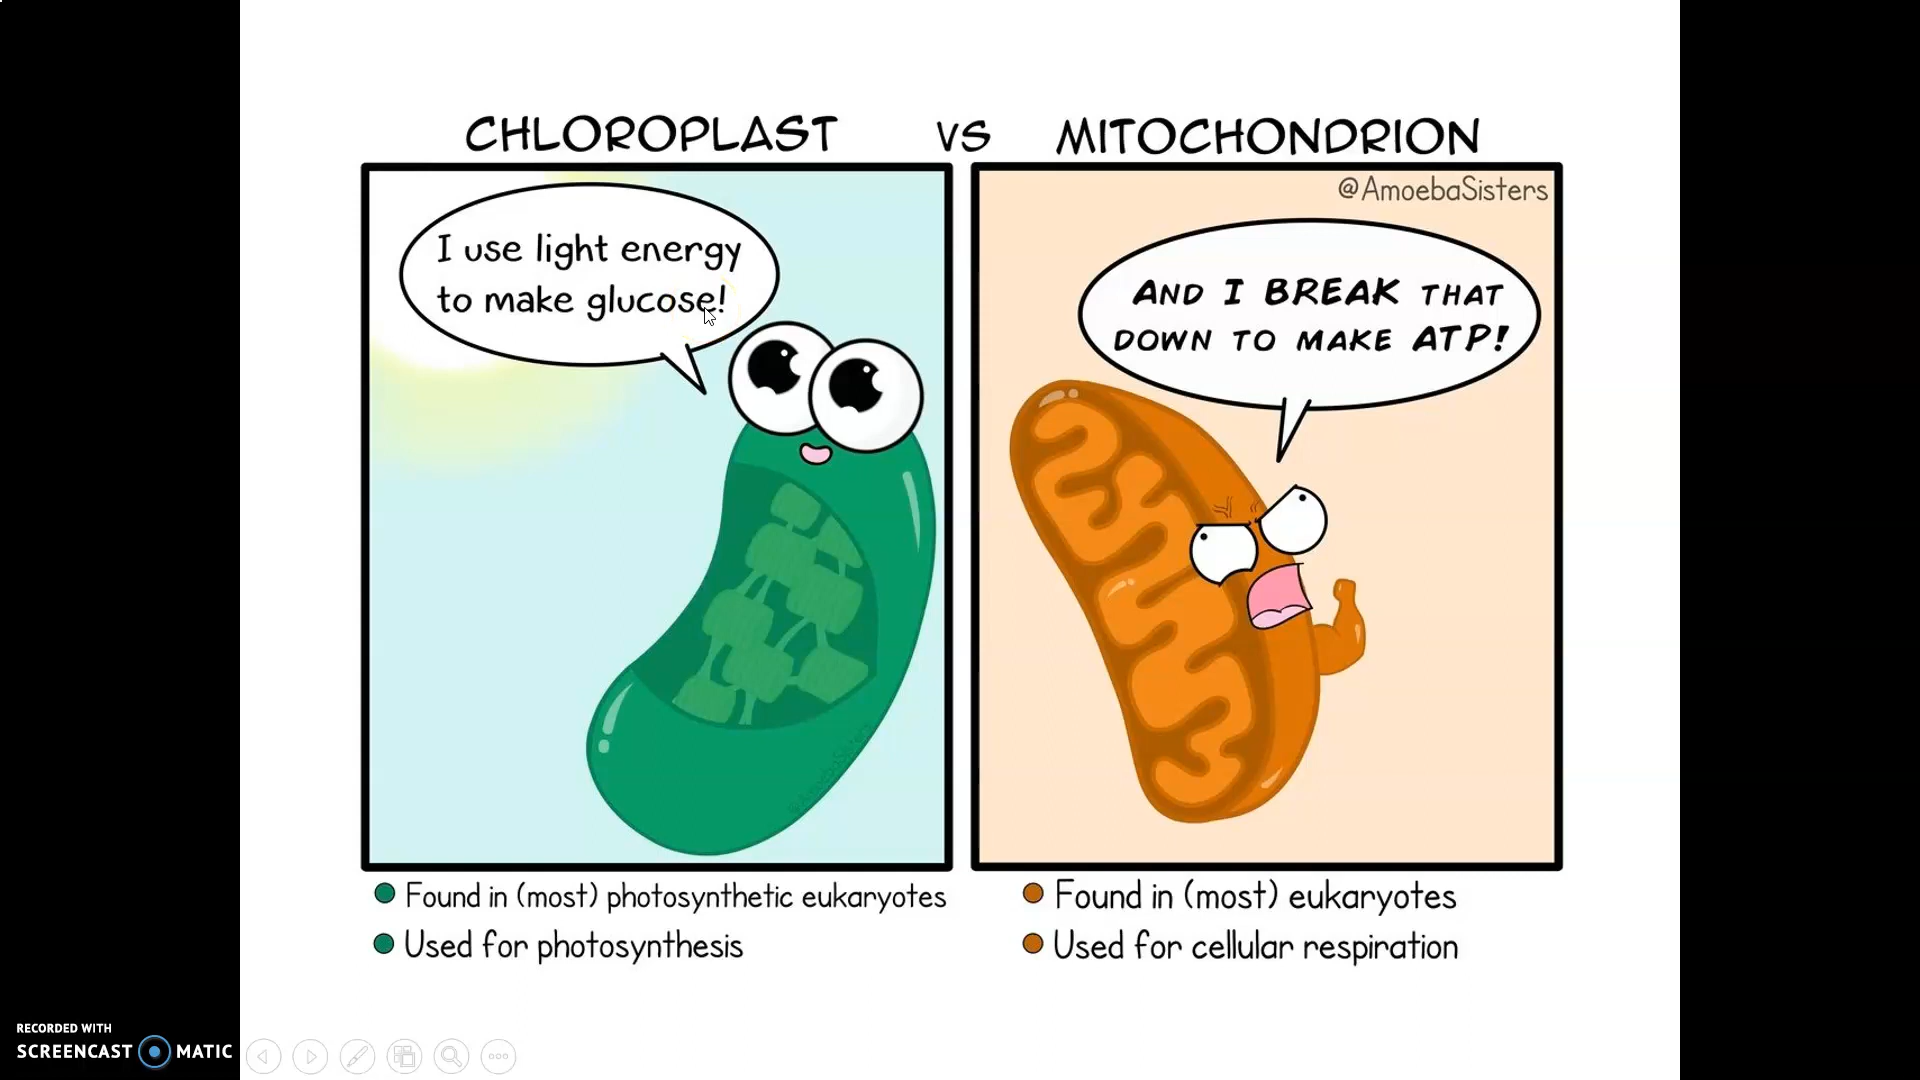 CHLOROPLAST VS MITOCHONDRION
I use light energy
to make glucose!
@AmoebaSisters
AND I BREAK THAT
DOWN TO MAKE ATP!
@AmoebaSisters
Found in (most) photosynthetic eukaryotes
Used for photosynthesis
Found in (most) eukaryotes
Used for cellular respiration
RECORDED WITH
SCREENCAST MATIC